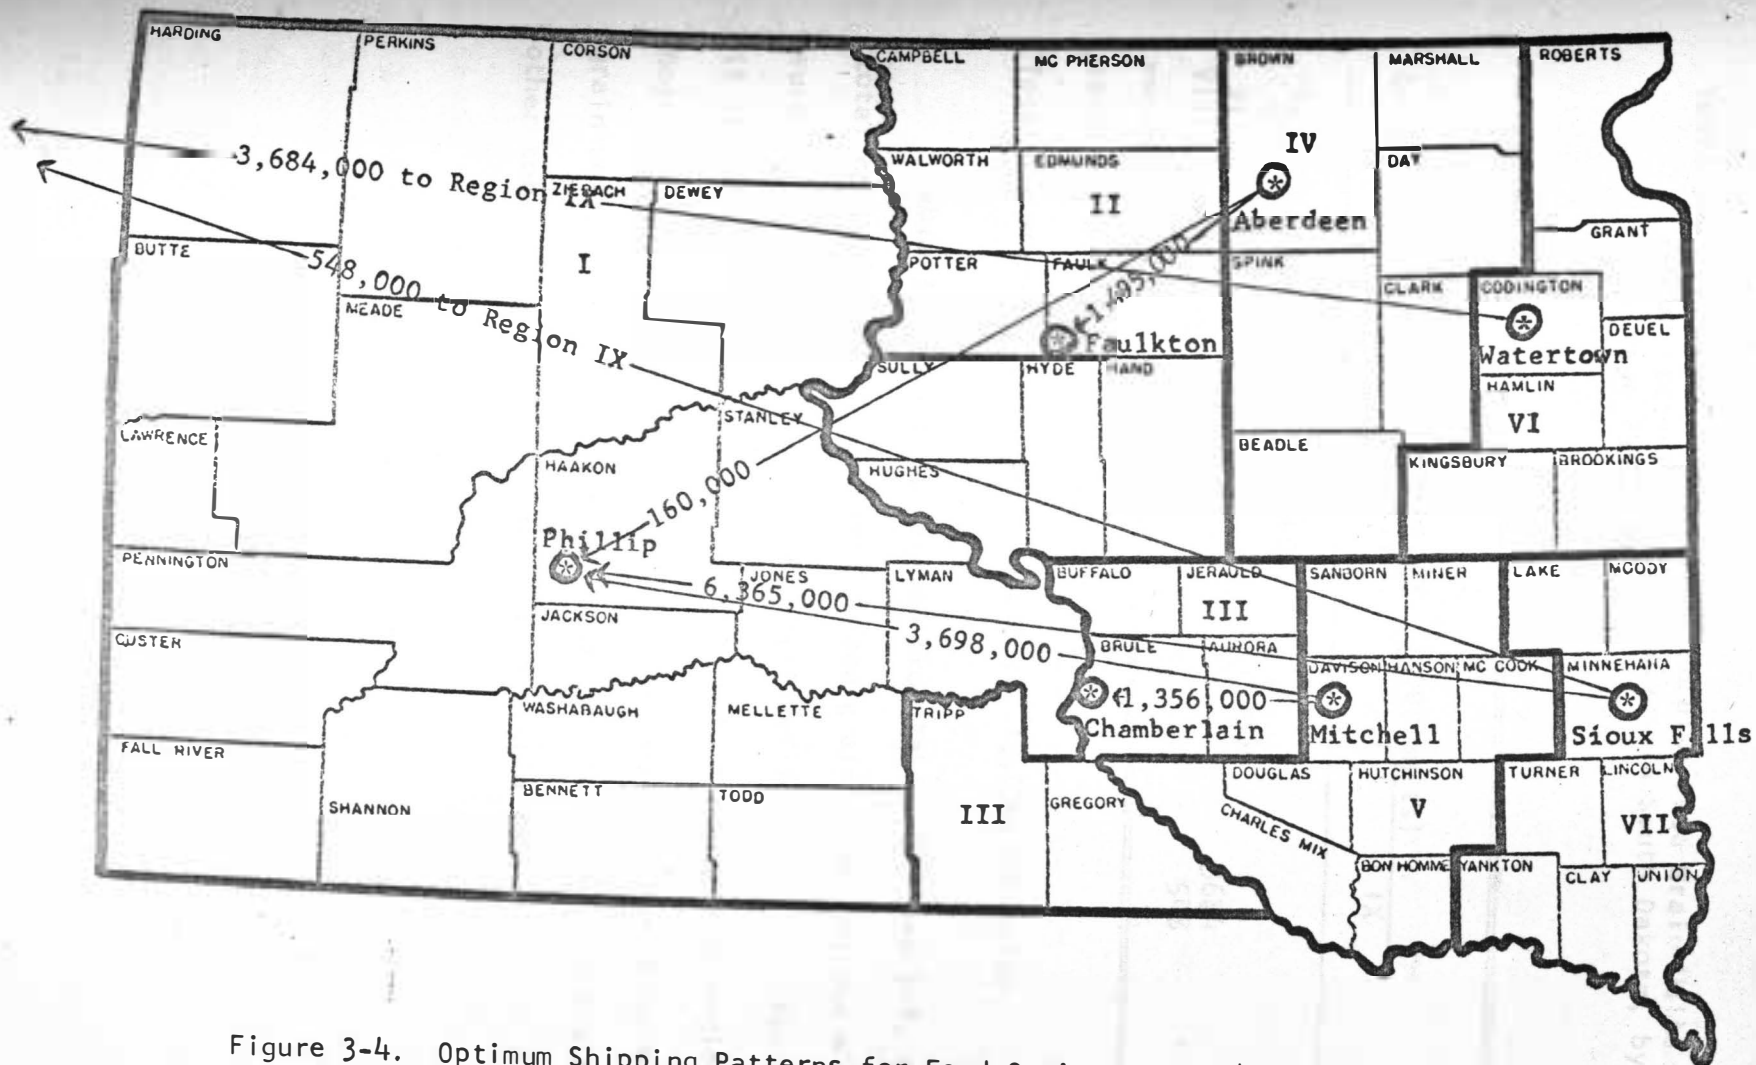 HARDING
PERKINS
CORSON
CAMPBELL
MC PHERSON
BROWN
MARSHALL
ROBERTS
IV
WALWORTH
EDMUNDS
DAY
3,684,000 to Region IX
ZIEBACH
DEWEY
II
Aberdeen
GRANT
BUTTE
I
POTTER
FAULK
SPINK
CLARK
CODINGTON
548,000 to Region IX
MEADE
←1,495,000
Faulkton
DEUEL
Watertown
SULLY
HYDE
HAND
HAMLIN
VI
STANLEY
LAWRENCE
BEADLE
KINGSBURY
BROOKINGS
HAAKON
HUGHES
160,000
Phillip
PENNINGTON
JONES
LYMAN
BUFFALO
JERAULD
SANBORN
MINER
LAKE
MOODY
6,365,000
III
JACKSON
CUSTER
3,698,000
BRULE
AURORA
DAVISON
HANSON
MC COOK
MINNEHAHA
WASHABAUGH
MELLETTE
TRIPP
←1,356,000
Chamberlain
Mitchell
Sioux Falls
FALL RIVER
SHANNON
BENNETT
TODD
III
GREGORY
DOUGLAS
HUTCHINSON
V
TURNER
LINCOLN
CHARLES MIX
VII
BON HOMME
YANKTON
CLAY
UNION
Figure 3-4. Optimum Shipping Patterns for